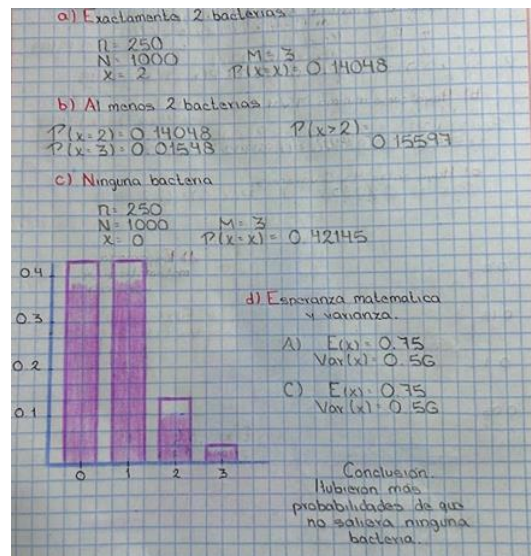 a) Exactamente 2 bacterias
n= 250
N= 1000
x= 2
M= 3
P(x=x)= 0.14048
b) Al menos 2 bacterias
P(x=2)= 0.14048
P(x=3)= 0.01548
P(x>2)=
0.15597
c) Ninguna bacteria
n= 250
N= 1000
x= 0
M= 3
P(x=x)= 0.42145
0.4
0.3
0.2
0.1
0 1 2 3
d) Esperanza matematica
y varianza.
A) E(x)= 0.75
Var(x)= 0.56
C) E(x)= 0.75
Var(x)= 0.56
Conclusión.
Hubieron más
probabilidades de que
no saliera ninguna
bacteria.